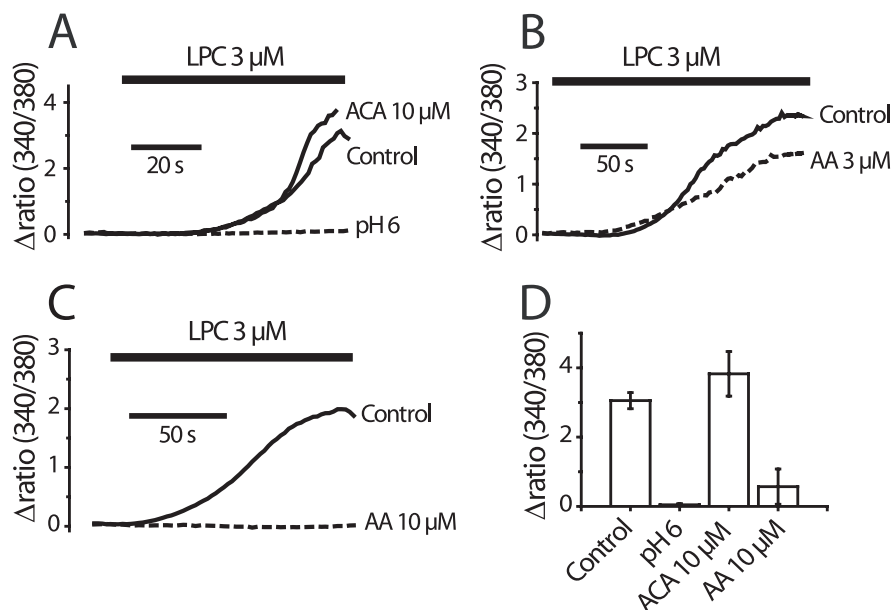 A
LPC 3 µM
Δratio (340/380)
4
2
0
20 s
ACA 10 µM
Control
pH 6
B
LPC 3 µM
Δratio (340/380)
3
2
1
0
50 s
Control
AA 3 µM
C
LPC 3 µM
Δratio (340/380)
3
2
1
0
50 s
Control
AA 10 µM
D
Δratio (340/380)
4
2
0
Control
pH 6
ACA 10 µM
AA 10 µM